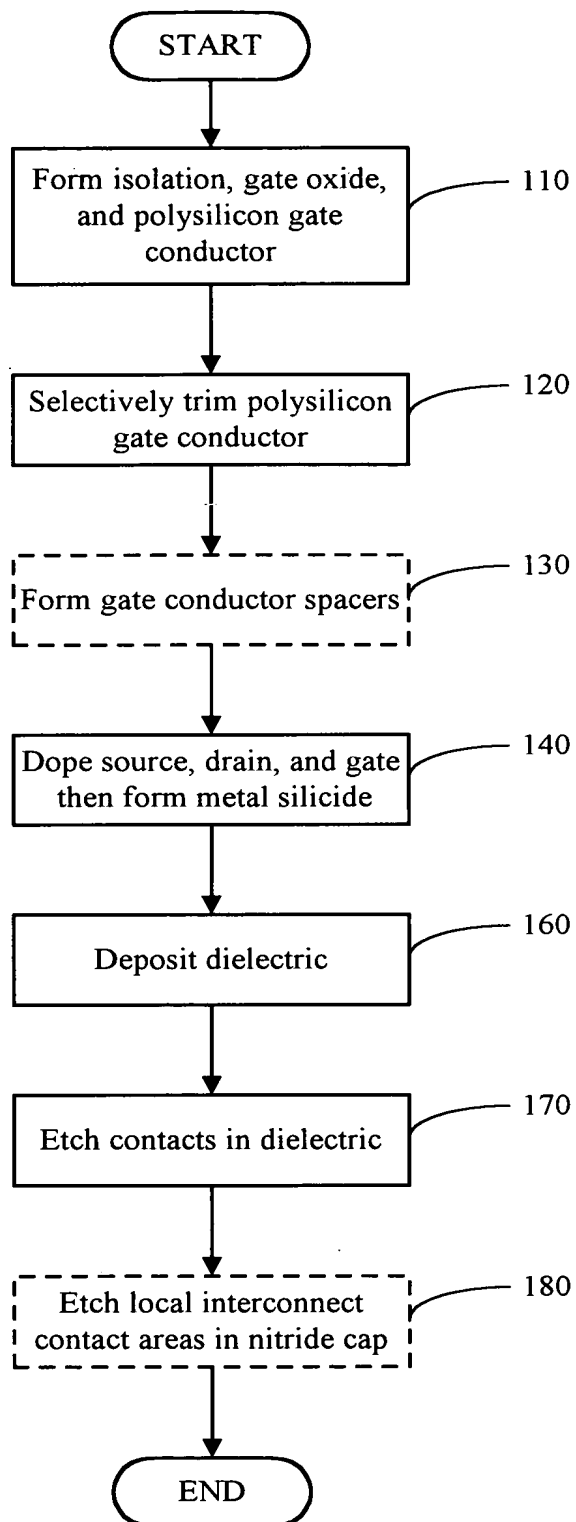 START
Form isolation, gate oxide,
and polysilicon gate
conductor
110
Selectively trim polysilicon
gate conductor
120
Form gate conductor spacers
130
Dope source, drain, and gate
then form metal silicide
140
Deposit dielectric
160
Etch contacts in dielectric
170
Etch local interconnect
contact areas in nitride cap
180
END